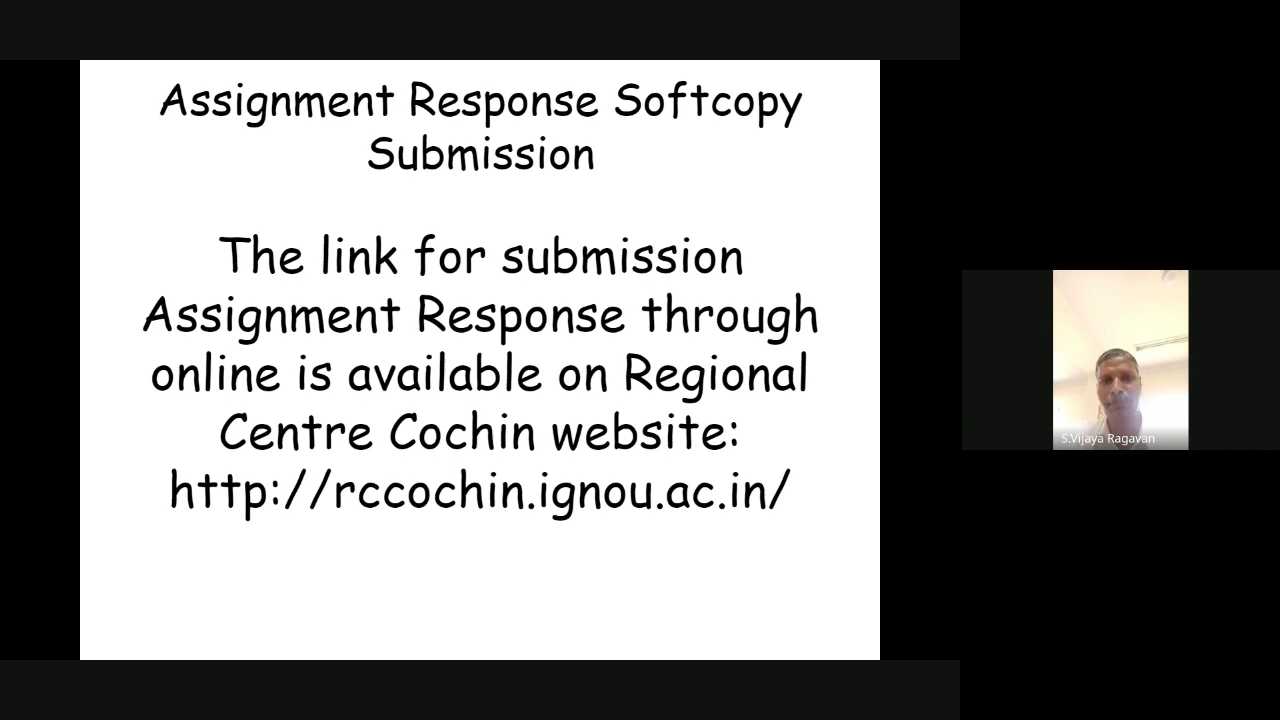 Assignment Response Softcopy
Submission
The link for submission
Assignment Response through
online is available on Regional
Centre Cochin website:
http://rccochin.ignou.ac.in/
S.Vijaya Ragavan